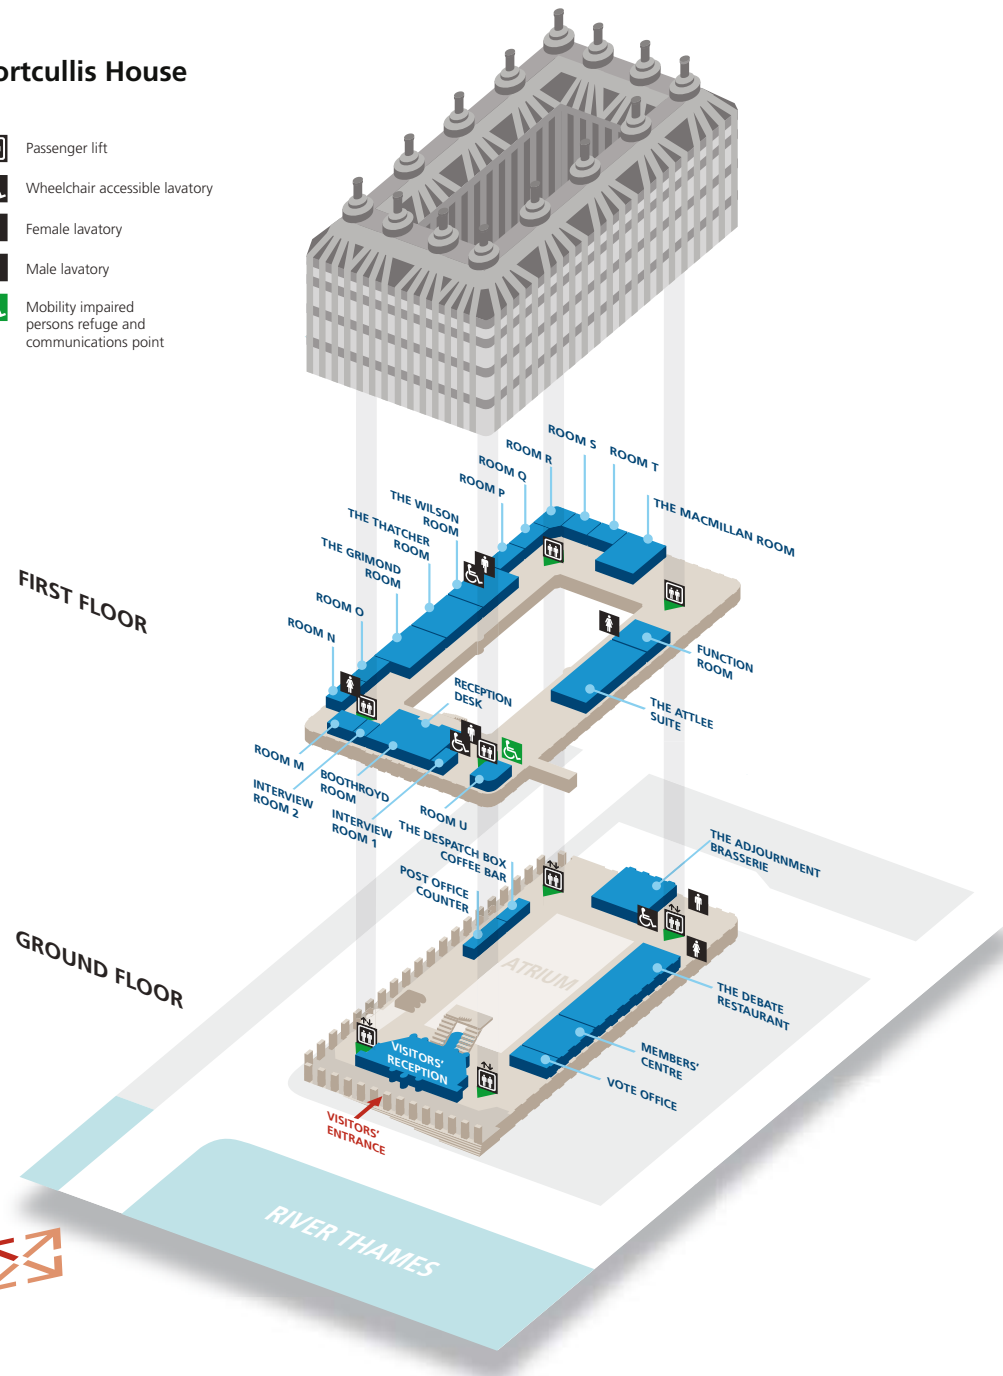 ortcullis House
Passenger lift
Wheelchair accessible lavatory
Female lavatory
Male lavatory
Mobility impaired
persons refuge and
communications point
FIRST FLOOR
ROOM S
ROOM R
ROOM T
ROOM Q
ROOM P
THE MACMILLAN ROOM
THE WILSON
ROOM
THE THATCHER
ROOM
THE GRIMOND
ROOM
ROOM O
ROOM N
FUNCTION
ROOM
RECEPTION
DESK
THE ATTLEE
SUITE
ROOM M
INTERVIEW
ROOM 2
BOOTHROYD
ROOM
INTERVIEW
ROOM 1
ROOM U
GROUND FLOOR
THE DESPATCH BOX
COFFEE BAR
POST OFFICE
COUNTER
THE ADJOURNMENT
BRASSERIE
ATRIUM
THE DEBATE
RESTAURANT
MEMBERS'
CENTRE
VOTE OFFICE
VISITORS'
RECEPTION
VISITORS'
ENTRANCE
RIVER THAMES